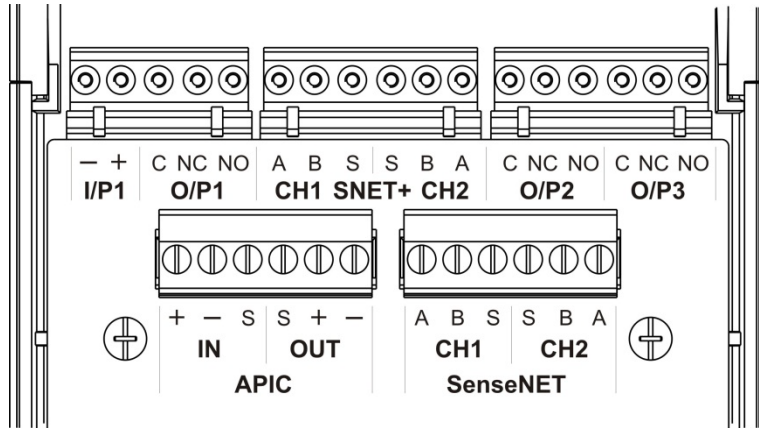 – + C NC NO A B S S B A C NC NO C NC NO
I/P1 O/P1 CH1 SNET+ CH2 O/P2 O/P3
+ – S S + – A B S S B A
IN OUT CH1 CH2
APIC SenseNET